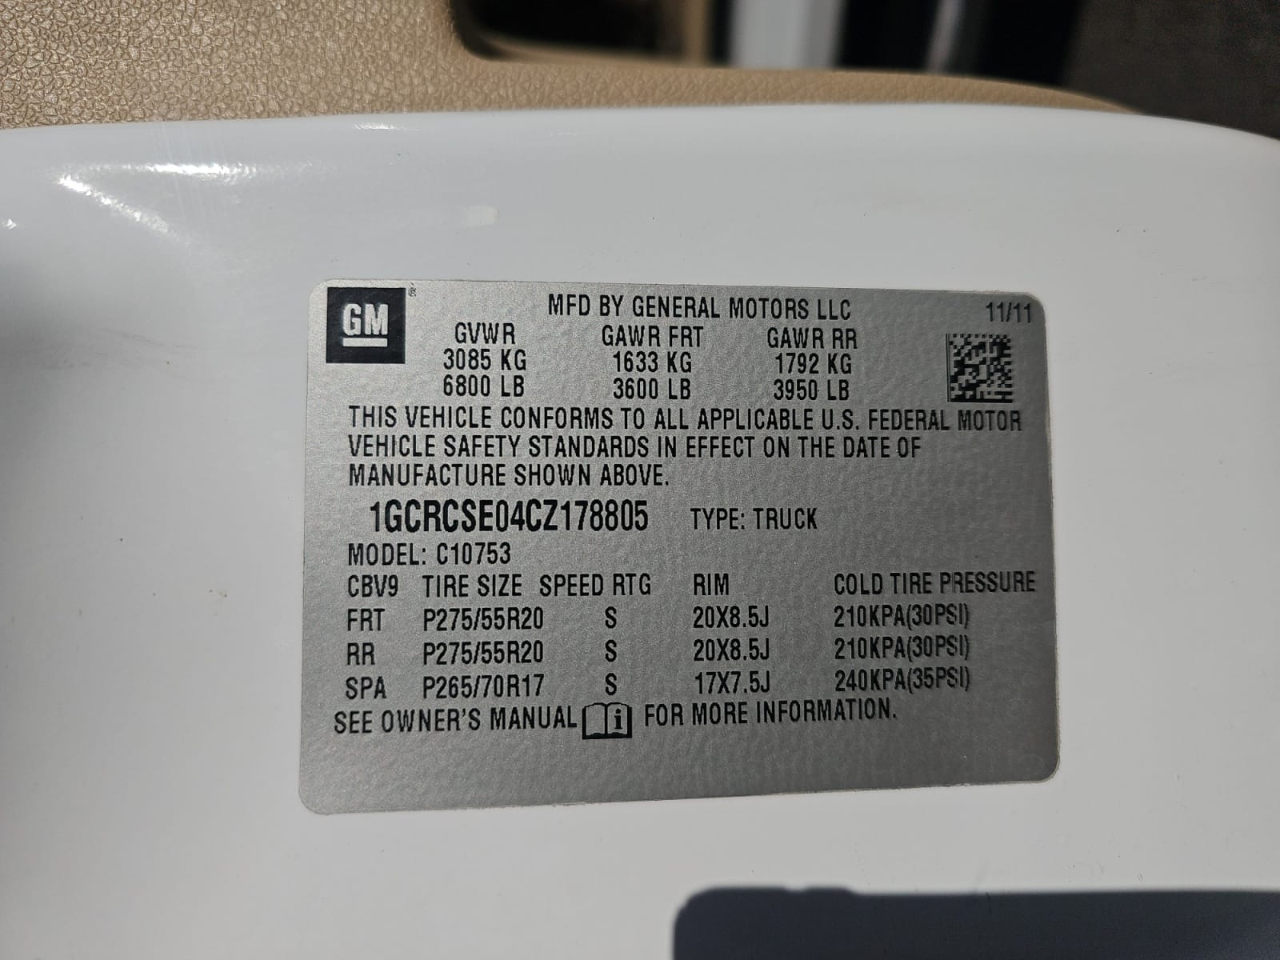 GM ®
MFD BY GENERAL MOTORS LLC 11/11
GVWR GAWR FRT GAWR RR
3085 KG 1633 KG 1792 KG
6800 LB 3600 LB 3950 LB
THIS VEHICLE CONFORMS TO ALL APPLICABLE U.S. FEDERAL MOTOR
VEHICLE SAFETY STANDARDS IN EFFECT ON THE DATE OF
MANUFACTURE SHOWN ABOVE.
1GCRCSE04CZ178805 TYPE: TRUCK
MODEL: C10753
CBV9 TIRE SIZE SPEED RTG RIM COLD TIRE PRESSURE
FRT P275/55R20 S 20X8.5J 210KPA(30PSI)
RR P275/55R20 S 20X8.5J 210KPA(30PSI)
SPA P265/70R17 S 17X7.5J 240KPA(35PSI)
SEE OWNER'S MANUAL i FOR MORE INFORMATION.